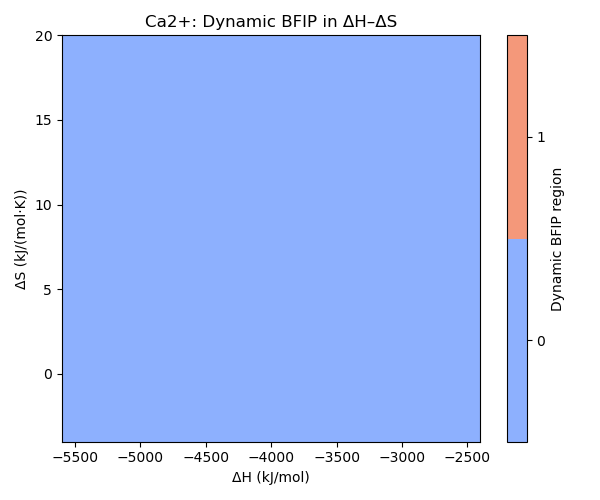 Ca2+: Dynamic BFIP in ΔH–ΔS
20
15
10
5
0
ΔS (kJ/(mol·K))
−5500 −5000 −4500 −4000 −3500 −3000 −2500
ΔH (kJ/mol)
1
0
Dynamic BFIP region